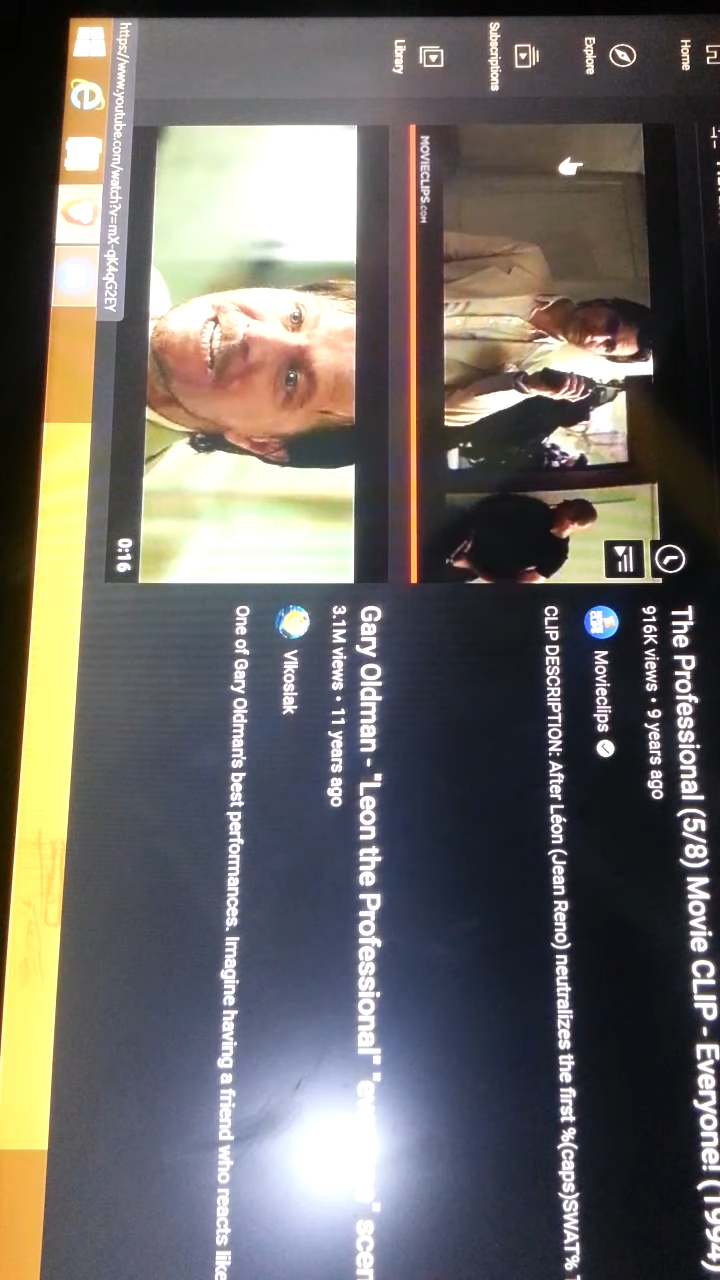 Home
Explore
Subscriptions
Library
MOVIECLIPS.COM
The Professional (5/8) Movie CLIP - Everyone! (1994)
916K views • 9 years ago
Movieclips
CLIP DESCRIPTION: After Léon (Jean Reno) neutralizes the first %(caps)SWAT%
0:16
Gary Oldman - "Leon the Professional"
3.1M views • 11 years ago
Vlkoslak
One of Gary Oldman's best performances. Imagine having a friend who reacts like
https://www.youtube.com/watch?v=mX-qK4qG2EY